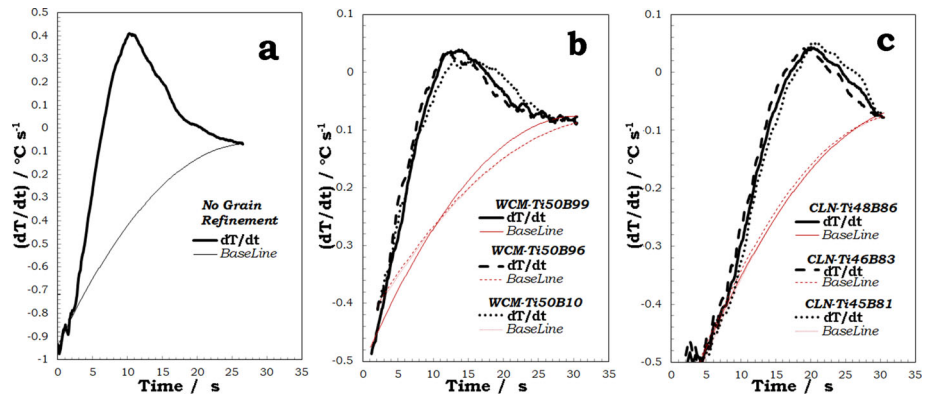 a
(dT/dt) / °C s⁻¹
0.5
0.4
0.3
0.2
0.1
0
0.1
0.2
0.3
0.4
0.5
0.6
0.7
-0.8
-0.9
-1
No Grain
Refinement
dT/dt
BaseLine
0 5 10 15 20 25 30
Time / s
b
(dT/dt) / °C s⁻¹
0.1
0
0.1
0.2
-0.3
-0.4
-0.5
WCM-Ti50B99
dT/dt
BaseLine
WCM-Ti50B96
dT/dt
BaseLine
WCM-Ti50B10
dT/dt
BaseLine
0 5 10 15 20 25 30 35
Time / s
c
(dT/dt) / °C s⁻¹
0.1
0
0.1
0.2
-0.3
-0.4
-0.5
CLN-Ti48B86
dT/dt
BaseLine
CLN-Ti46B83
dT/dt
BaseLine
CLN-Ti45B81
dT/dt
BaseLine
0 5 10 15 20 25 30 35
Time / s